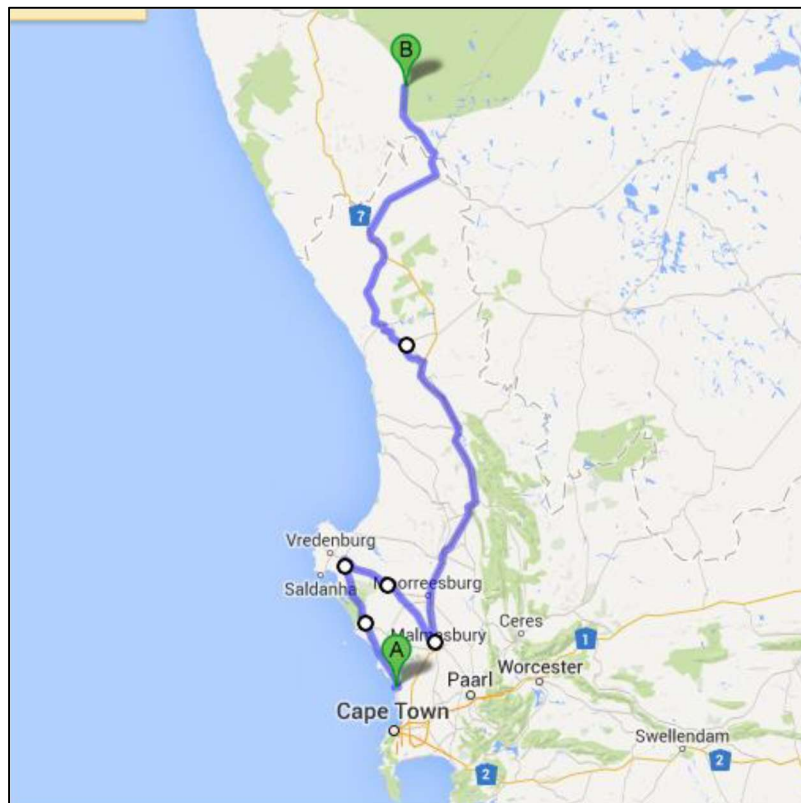 B
7
Vredenburg
Saldanha
Moorreesburg
Malmesbury
Ceres
1
A
Paarl
Worcester
Cape Town
Swellendam
2
2